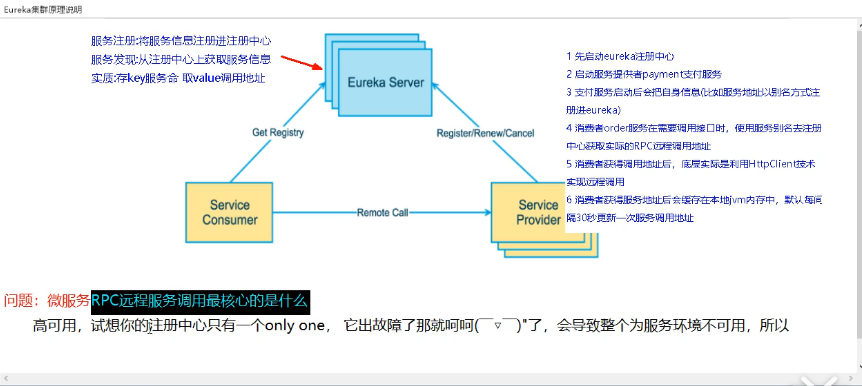 Eureka集群原理说明
服务注册:将服务信息注册进注册中心
服务发现:从注册中心上获取服务信息
实质:存key服务命 取value调用地址
Eureka Server
Get Registry
Register/Renew/Cancel
Service
Consumer
Remote Call
Service
Provider
1 先启动eureka注册中心
2 启动服务提供者payment支付服务
3 支付服务启动后会把自身信息(比如服务地址以别名方式注
册进eureka)
4 消费者order服务在需要调用接口时，使用服务别名去注册
中心获取实际的RPC远程调用地址
5 消费者获得调用地址后，底层实际是利用HttpClient技术
实现远程调用
6 消费者获得服务地址后会缓存在本地jvm内存中，默认每间
隔30秒更新一次服务调用地址
问题：微服务RPC远程服务调用最核心的是什么
高可用，试想你的注册中心只有一个only one， 它出故障了那就呵呵(￣▽￣)"了，会导致整个为服务环境不可用，所以